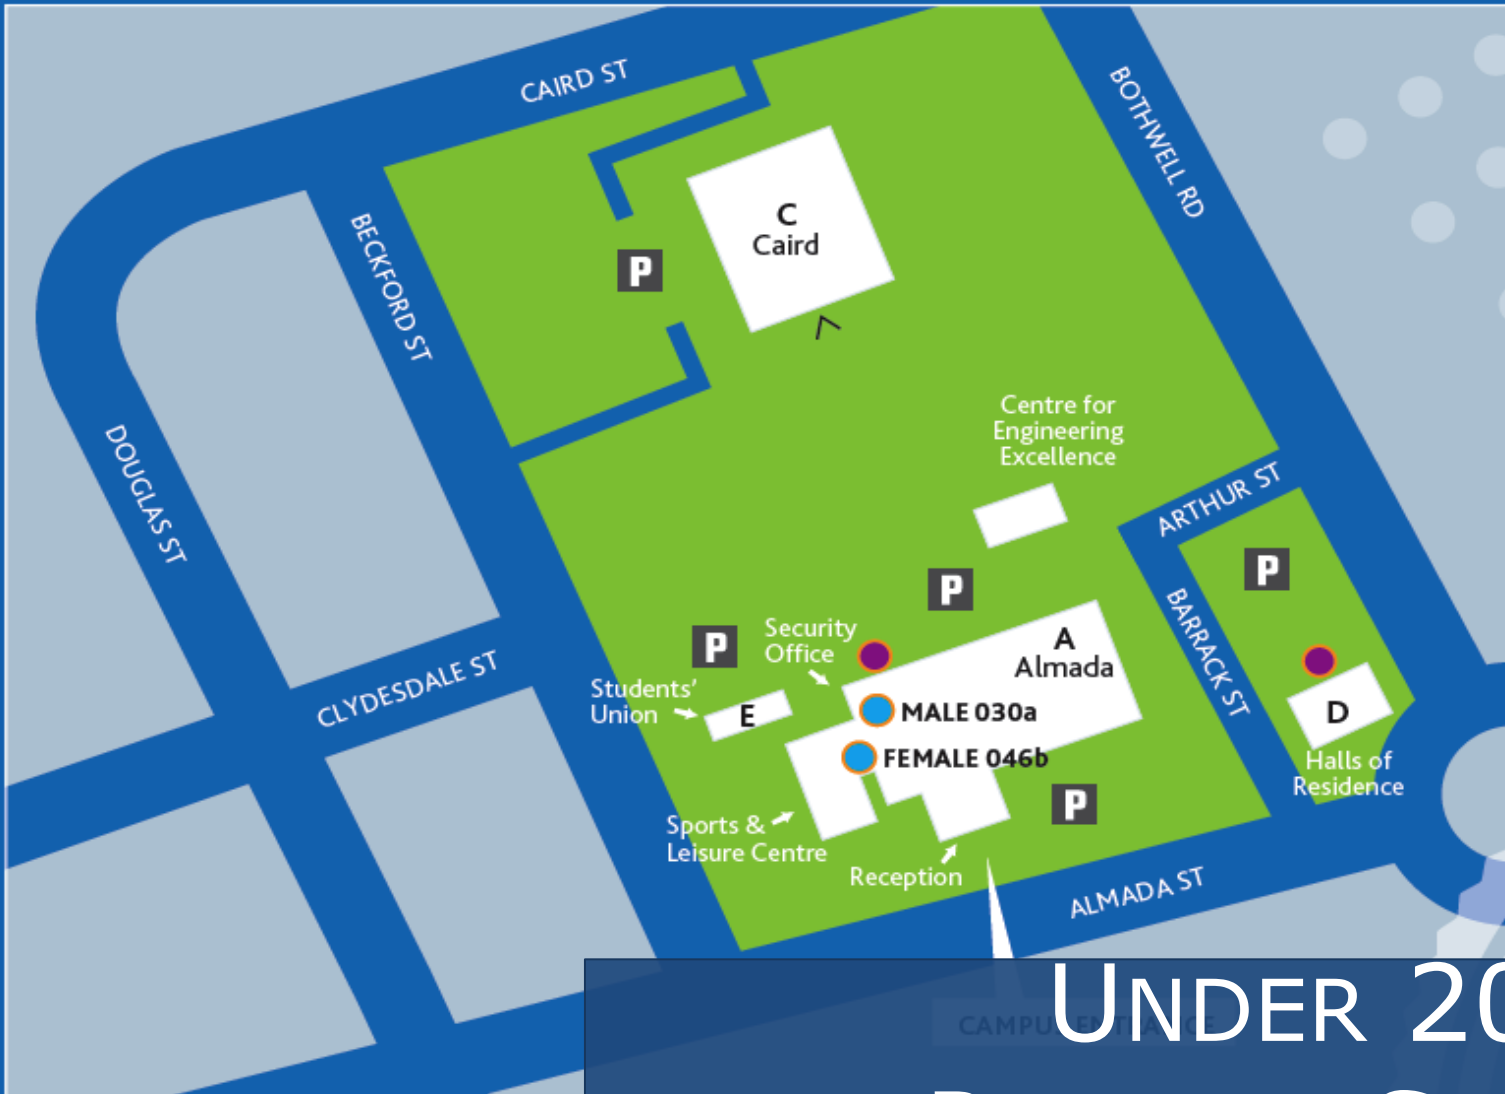 CAIRD ST
BOTHWELL RD
BECKFORD ST
C
Caird
P
DOUGLAS ST
Centre for
Engineering
Excellence
ARTHUR ST
P
P
BARRACK ST
Security
Office
P
A
Almada
Students'
Union
E
MALE 030a
CLYDESDALE ST
D
FEMALE 046b
Halls of
Residence
P
Sports &
Leisure Centre
Reception
ALMADA ST
UNDER 20
CAMPUS ENTRANCE